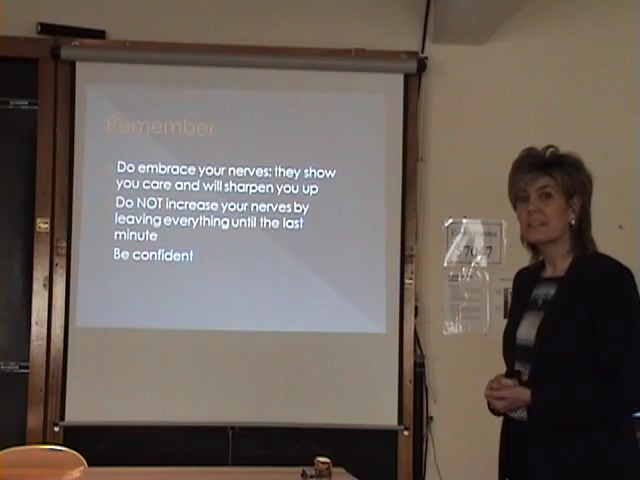 Remember
Do embrace your nerves: they show
you care and will sharpen you up
Do NOT increase your nerves by
leaving everything until the last
minute
Be confident